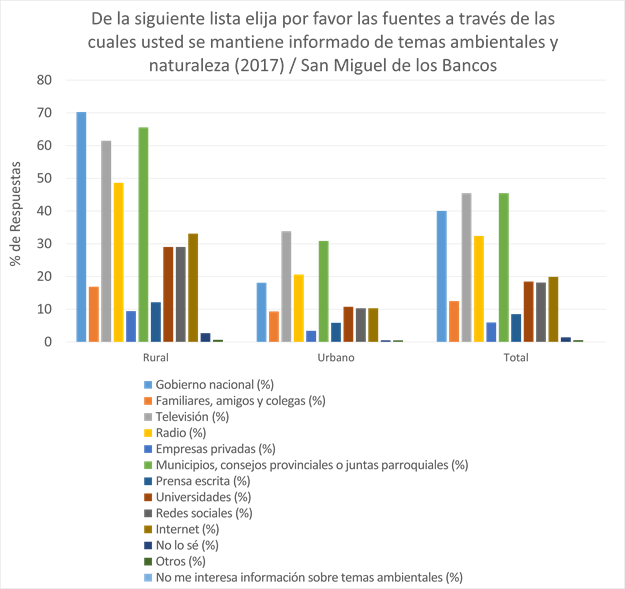 De la siguiente lista elija por favor las fuentes a través de las
cuales usted se mantiene informado de temas ambientales y
naturaleza (2017) / San Miguel de los Bancos
80
70
60
50
40
30
20
10
0
% de Respuestas
Rural Urbano Total
Gobierno nacional (%)
Familiares, amigos y colegas (%)
Televisión (%)
Radio (%)
Empresas privadas (%)
Municipios, consejos provinciales o juntas parroquiales (%)
Prensa escrita (%)
Universidades (%)
Redes sociales (%)
Internet (%)
No lo sé (%)
Otros (%)
No me interesa información sobre temas ambientales (%)